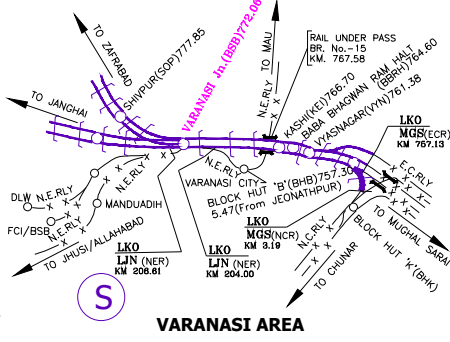 TO ZAFRABAD
SHIVPUR(SOP)777.85
VARANASI Jn.(BSB)772.06
N.E.RLY TO MAU
RAIL UNDER PASS
BR. No.-15
KM. 767.58
KASHI(KEI)766.70
BABA BHAGWAN RAM HALT
(BBRH)764.60
VYASNAGAR(VYN)761.38
TO JANGHAI
LKO
MGS(ECR)
KM 767.13
E.C.RLY
N.E.RLY
VARANASI CITY
BLOCK HUT 'B'(BHB)757.30
5.47(From JEONATHPUR)
N.E.RLY
DLW N.E.RLY
MANDUADIH
FCI/BSB
N.E.RLY
TO JHUSI/ALLAHABAD
LKO
LJN (NER)
KM 206.61
LKO
LJN (NER)
KM 204.00
LKO
MGS(NCR)
KM 3.19
N.C.RLY
TO CHUNAR
TO MUGHAL SARAI
BLOCK HUT 'K'(BHK)
S
VARANASI AREA